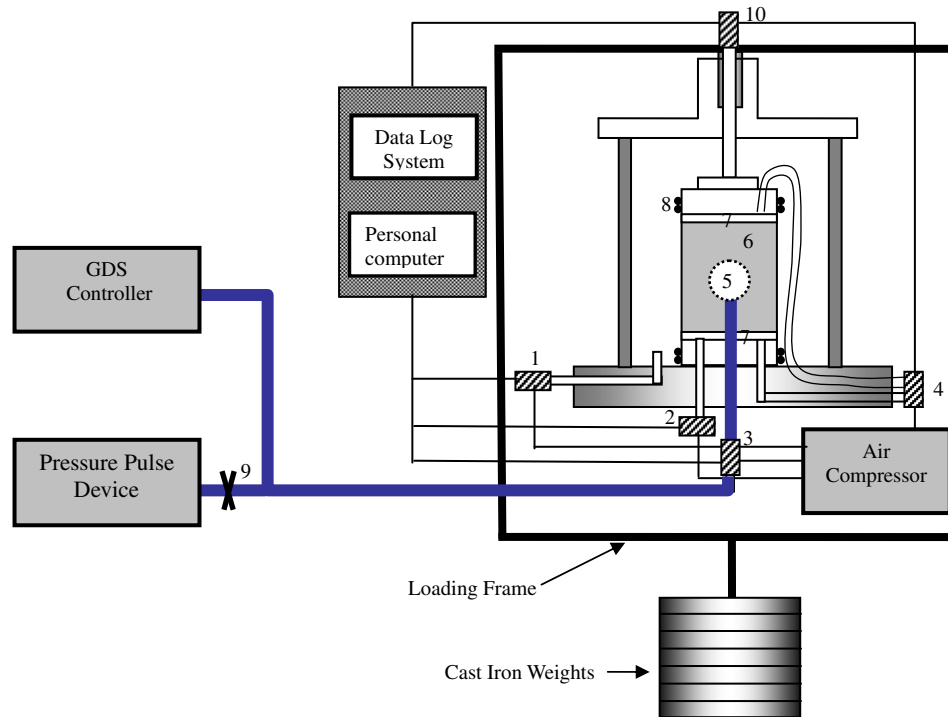 10
Data Log
System
8
7
6
Personal
computer
GDS
Controller
5
7
1
4
2
3
Pressure Pulse
Device
9
Air
Compressor
Loading Frame
Cast Iron Weights